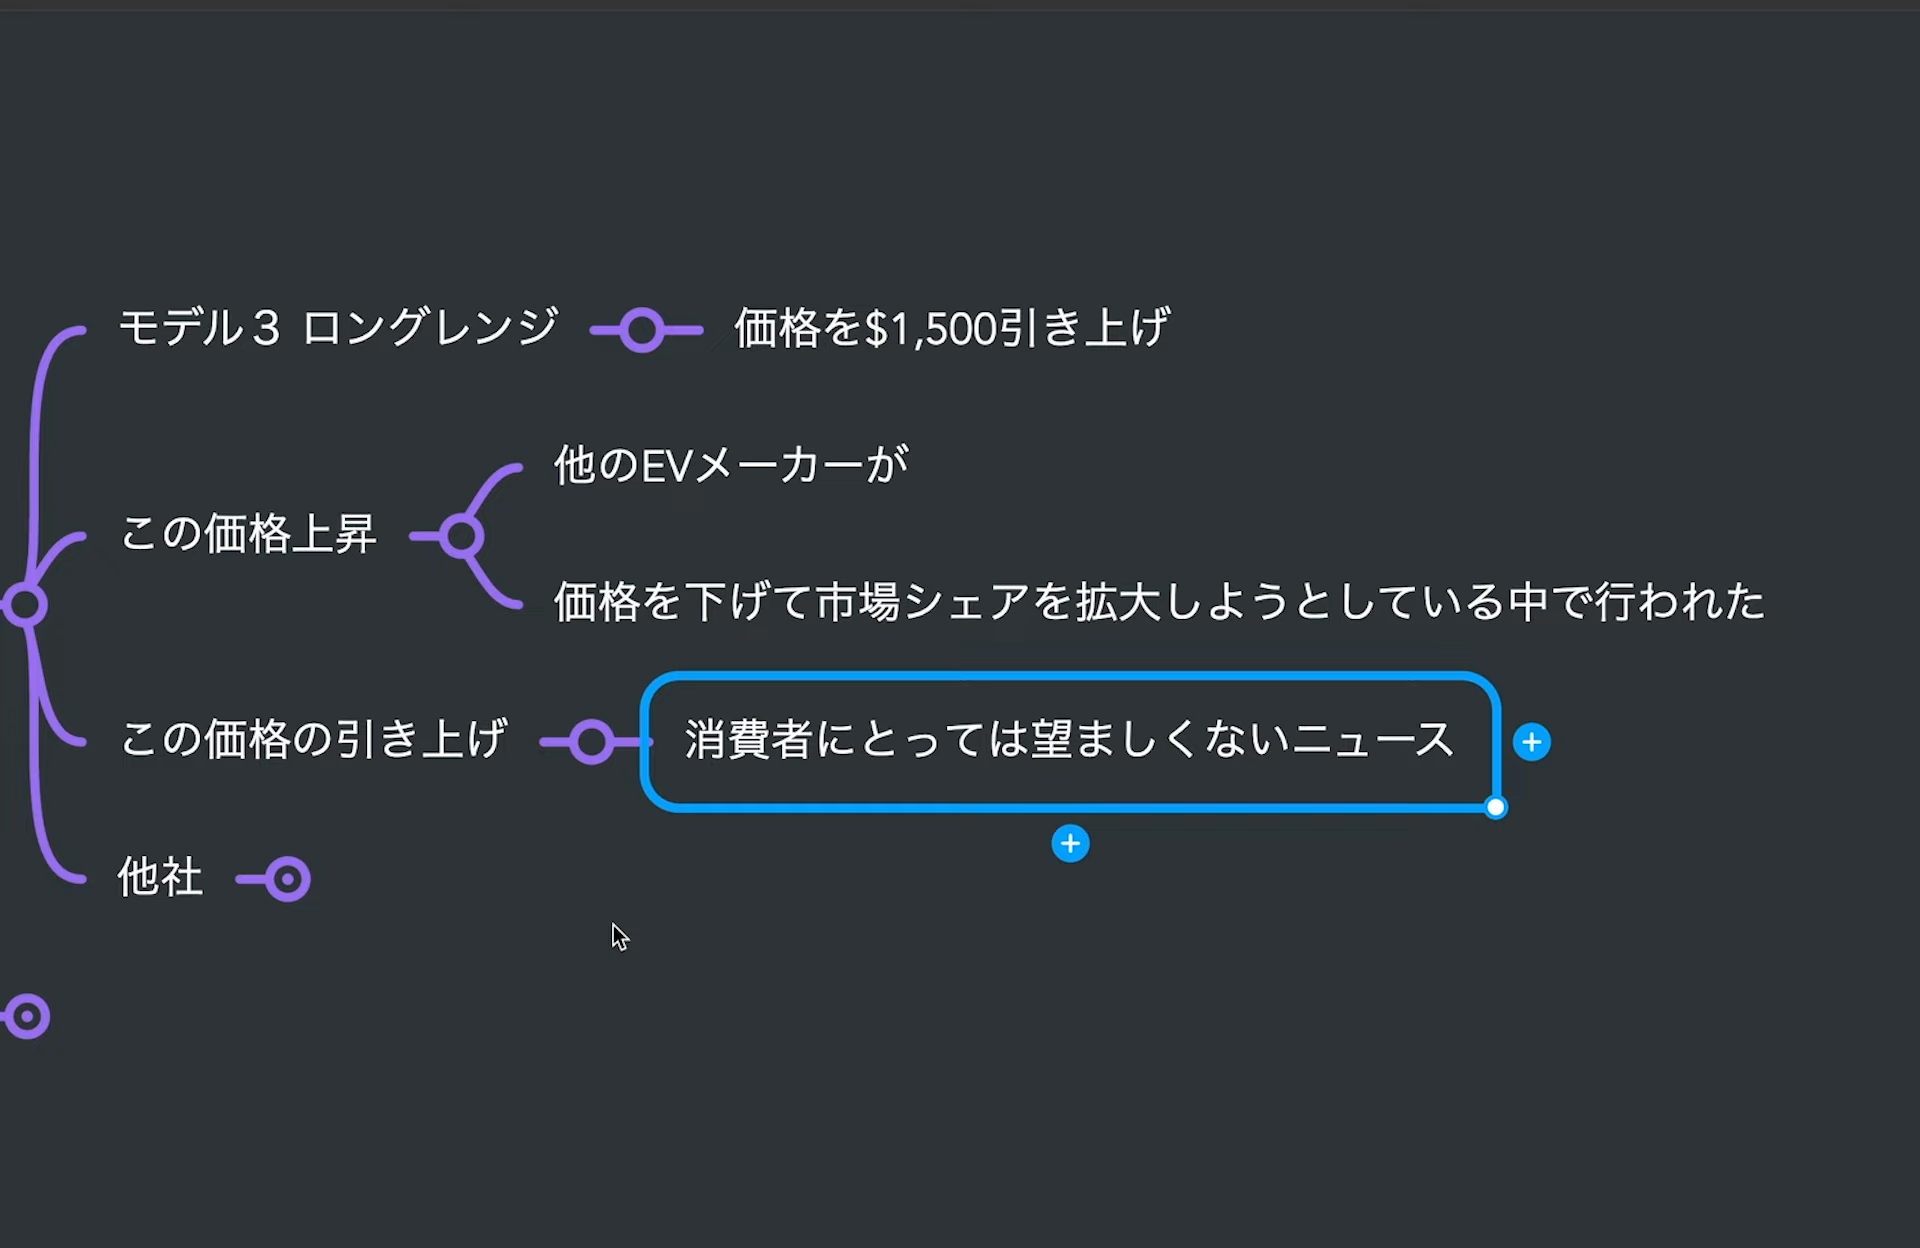 モデル３ ロングレンジ
価格を$1,500引き上げ
この価格上昇
他のEVメーカーが
価格を下げて市場シェアを拡大しようとしている中で行われた
この価格の引き上げ
消費者にとっては望ましくないニュース
他社